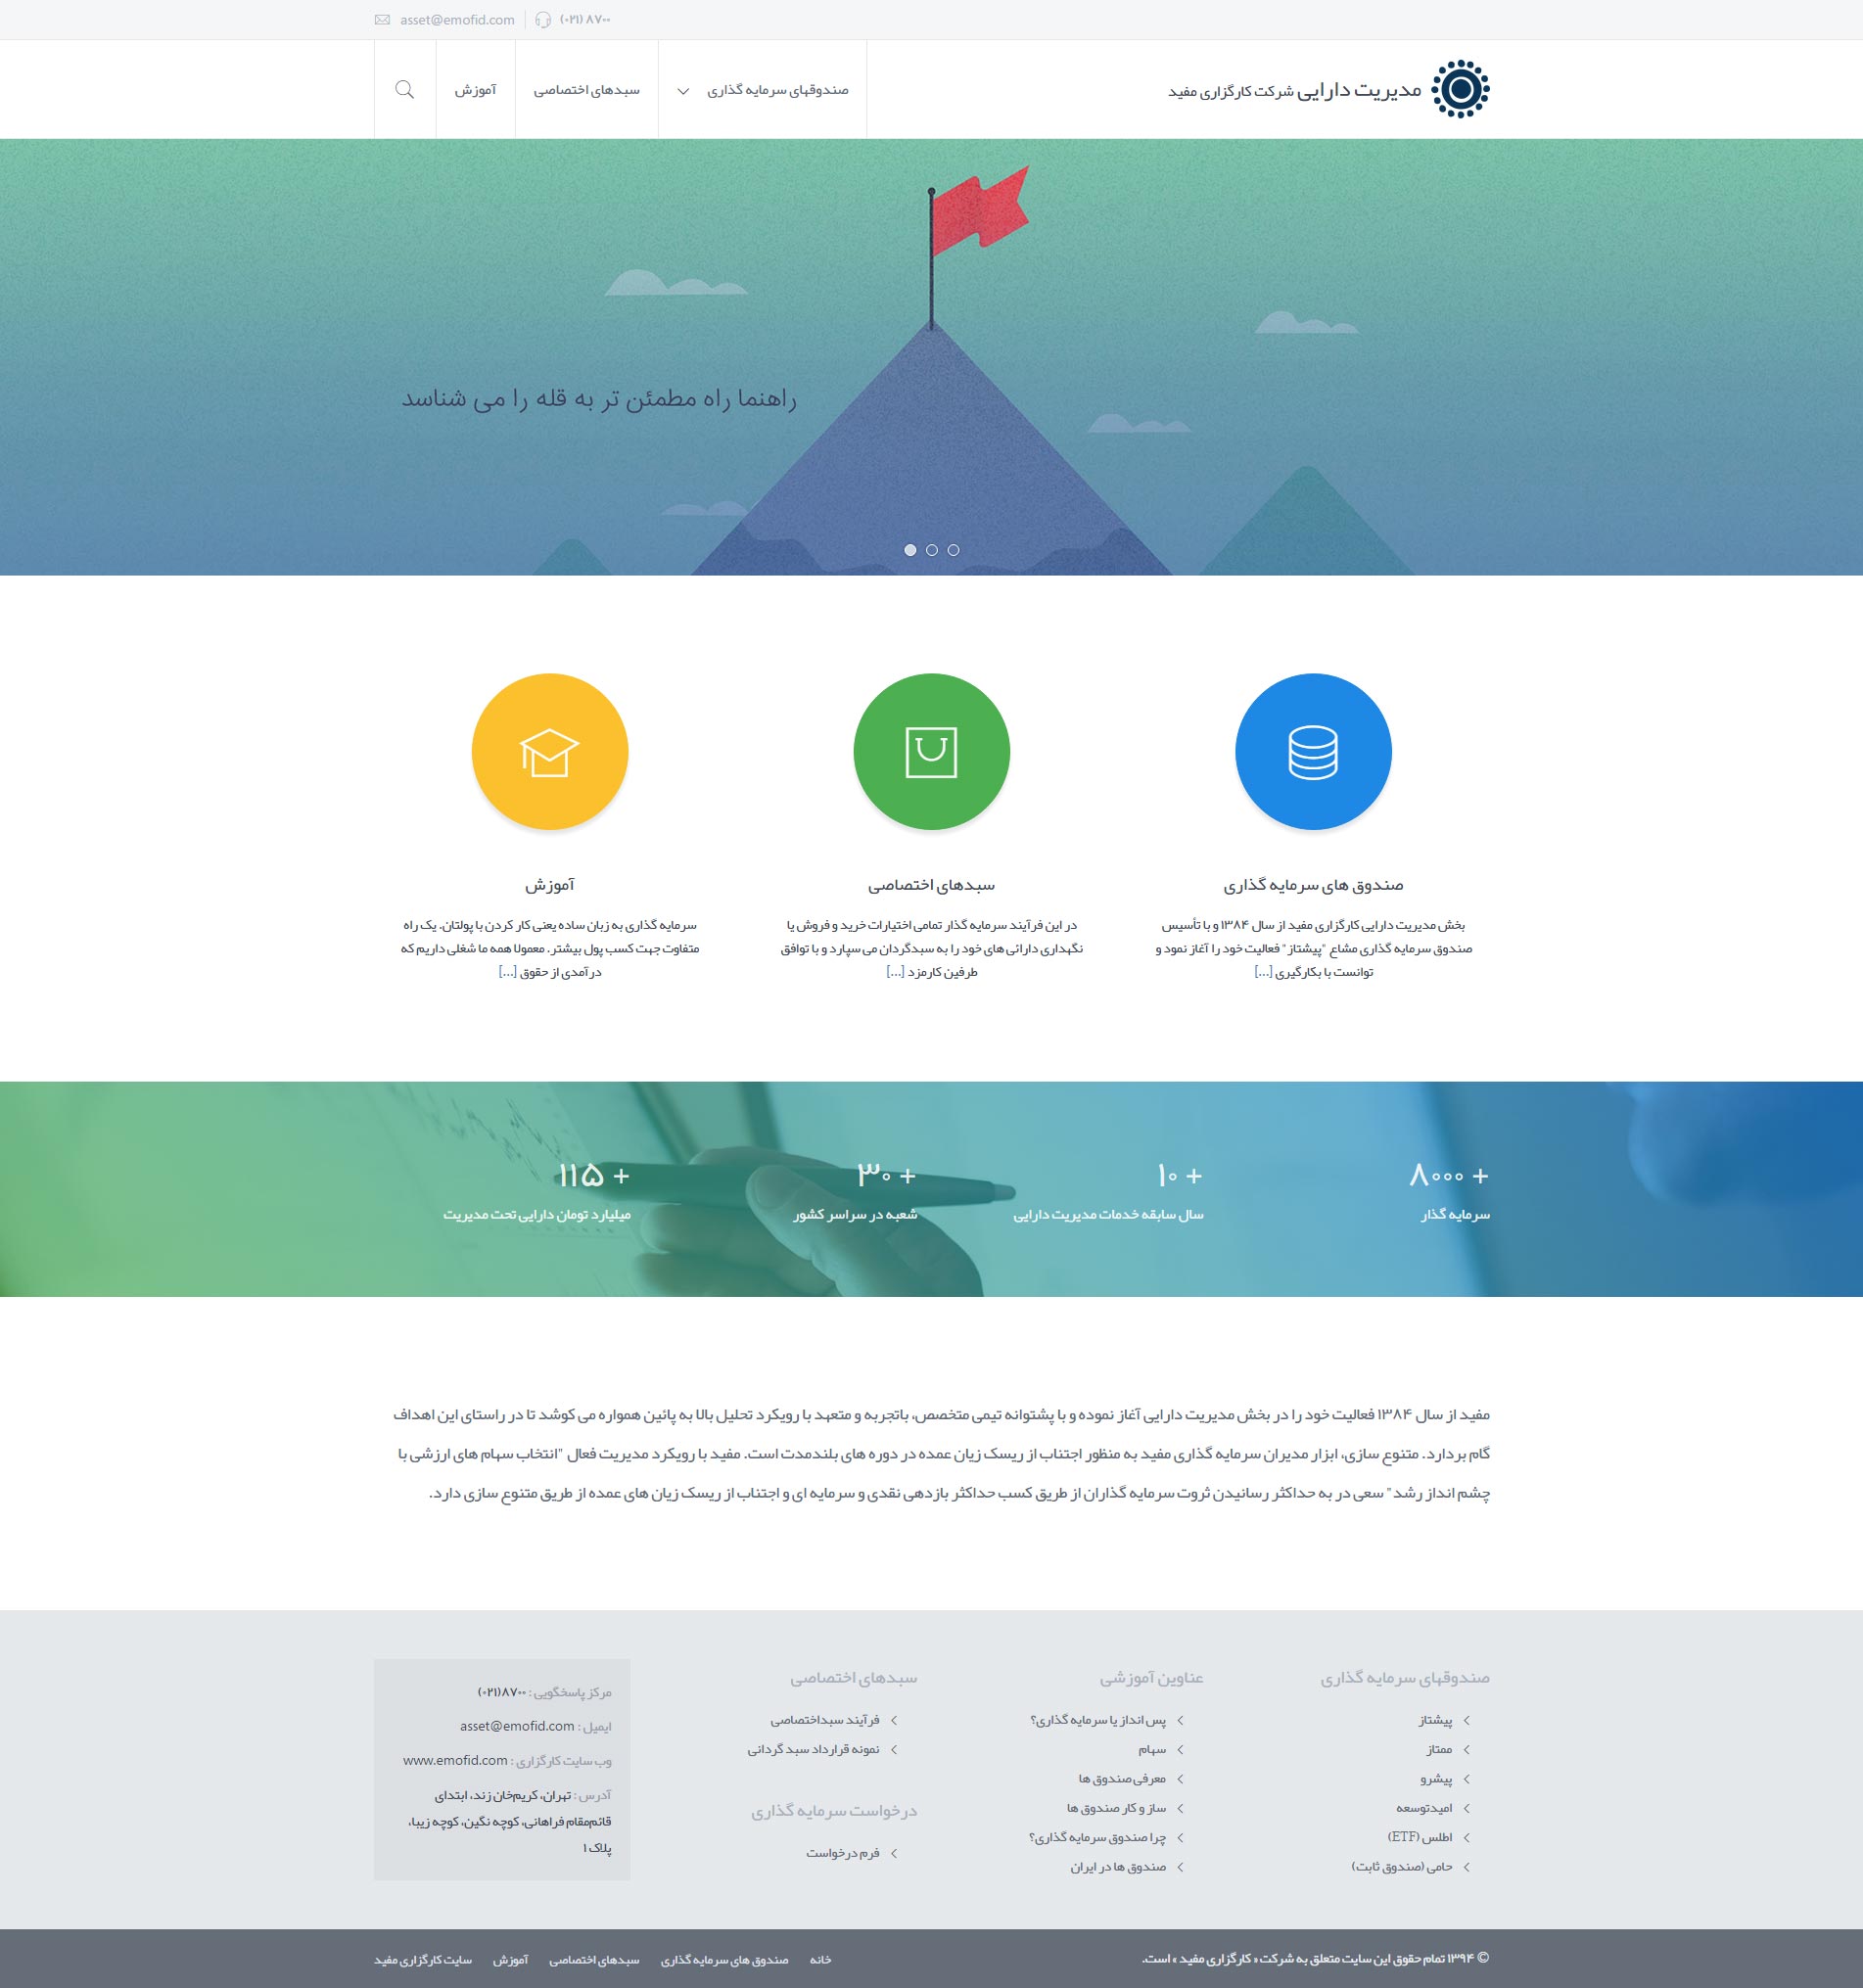 asset@emofid.com
(۰۲۱) ۸۷۰۰
مدیریت دارایی شرکت کارگزاری مفید
صندوقهای سرمایه گذاری
سبدهای اختصاصی
آموزش
راهنما راه مطمئن تر به قله را می شناسد
صندوق های سرمایه گذاری
بخش مدیریت دارایی کارگزاری مفید از سال ۱۳۸۴ و با تأسیس
صندوق سرمایه گذاری مشاع "پیشتاز" فعالیت خود را آغاز نمود و
توانست با بکارگیری [...]
سبدهای اختصاصی
در این فرآیند سرمایه گذار تمامی اختیارات خرید و فروش یا
نگهداری دارائی های خود را به سبدگردان می سپارد و با توافق
طرفین کارمزد [...]
آموزش
سرمایه گذاری به زبان ساده یعنی کار کردن با پولتان. یک راه
متفاوت جهت کسب پول بیشتر. معمولا همه ما شغلی داریم که
درآمدی از حقوق [...]
+ ۸۰۰۰
سرمایه گذار
+ ۱۰
سال سابقه خدمات مدیریت دارایی
+ ۳۰
شعبه در سراسر کشور
+ ۱۱۵
میلیارد تومان دارایی تحت مدیریت
مفید از سال ۱۳۸۴ فعالیت خود را در بخش مدیریت دارایی آغاز نموده و با پشتوانه تیمی متخصص، باتجربه و متعهد با رویکرد تحلیل بالا به پائین همواره می کوشد تا در راستای این اهداف
گام بردارد. متنوع سازی، ابزار مدیران سرمایه گذاری مفید به منظور اجتناب از ریسک زیان عمده در دوره های بلندمدت است. مفید با رویکرد مدیریت فعال "انتخاب سهام های ارزشی با
چشم انداز رشد" سعی در به حداکثر رسانیدن ثروت سرمایه گذاران از طریق کسب حداکثر بازدهی نقدی و سرمایه ای و اجتناب از ریسک زیان های عمده از طریق متنوع سازی دارد.
صندوقهای سرمایه گذاری
پیشتاز
ممتاز
پیشرو
امیدتوسعه
اطلس (ETF)
حامی (صندوق ثابت)
عناوین آموزشی
پس انداز یا سرمایه گذاری؟
سهام
معرفی صندوق ها
ساز و کار صندوق ها
چرا صندوق سرمایه گذاری؟
صندوق ها در ایران
سبدهای اختصاصی
فرآیند سبداختصاصی
نمونه قرارداد سبد گردانی
درخواست سرمایه گذاری
فرم درخواست
مرکز پاسخگویی : ۸۷۰۰(۰۲۱)
ایمیل : asset@emofid.com
وب سایت کارگزاری : www.emofid.com
آدرس : تهران، کریم‌خان زند، ابتدای
قائم‌مقام فراهانی، کوچه نگین، کوچه زیبا،
پلاک ۱
© ۱۳۹۴ تمام حقوق این سایت متعلق به شرکت « کارگزاری مفید » است.
خانه
صندوق های سرمایه گذاری
سبدهای اختصاصی
آموزش
سایت کارگزاری مفید